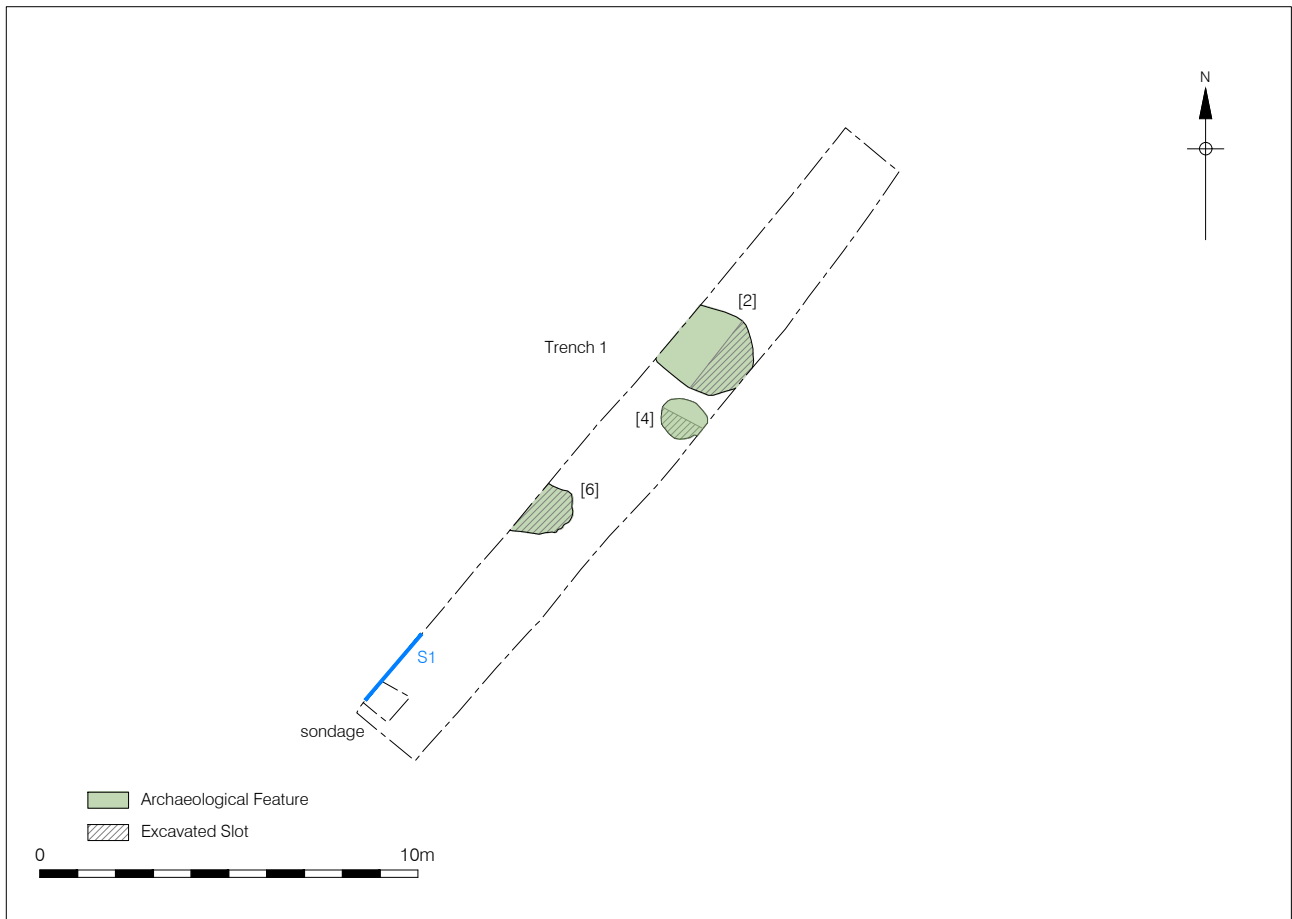 N
[2]
Trench 1
[4]
[6]
S1
sondage
Archaeological Feature
Excavated Slot
0 10m